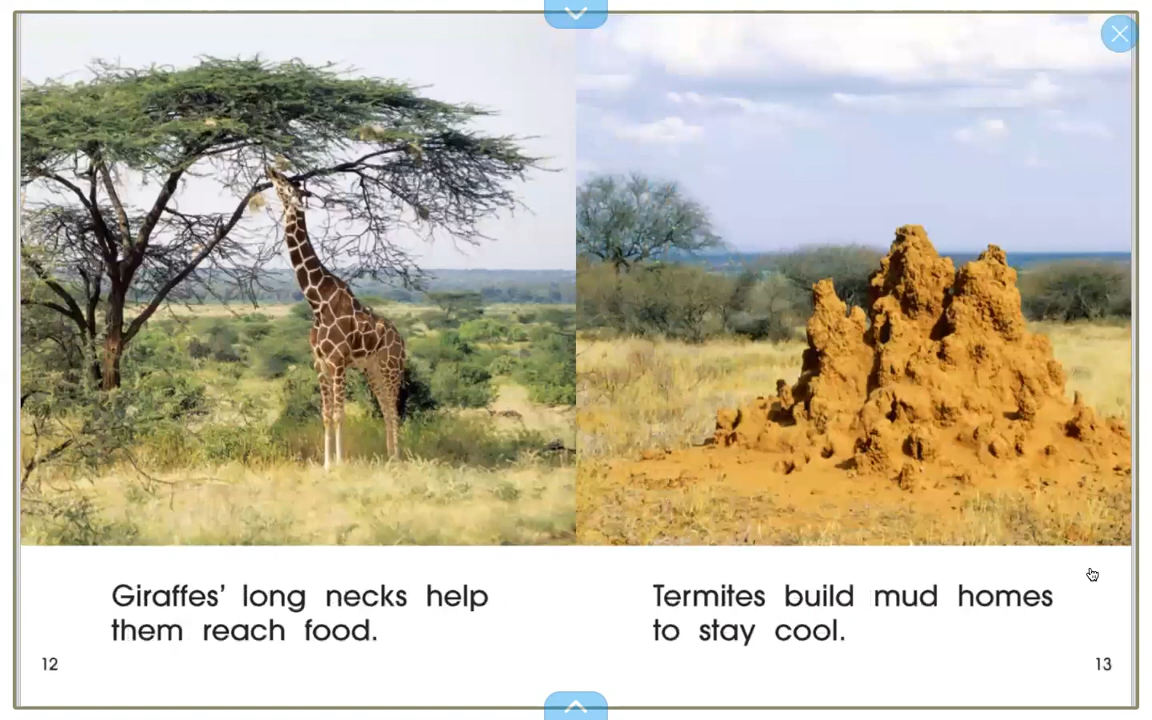 Giraffes' long necks help
them reach food.
12
Termites build mud homes
to stay cool.
13